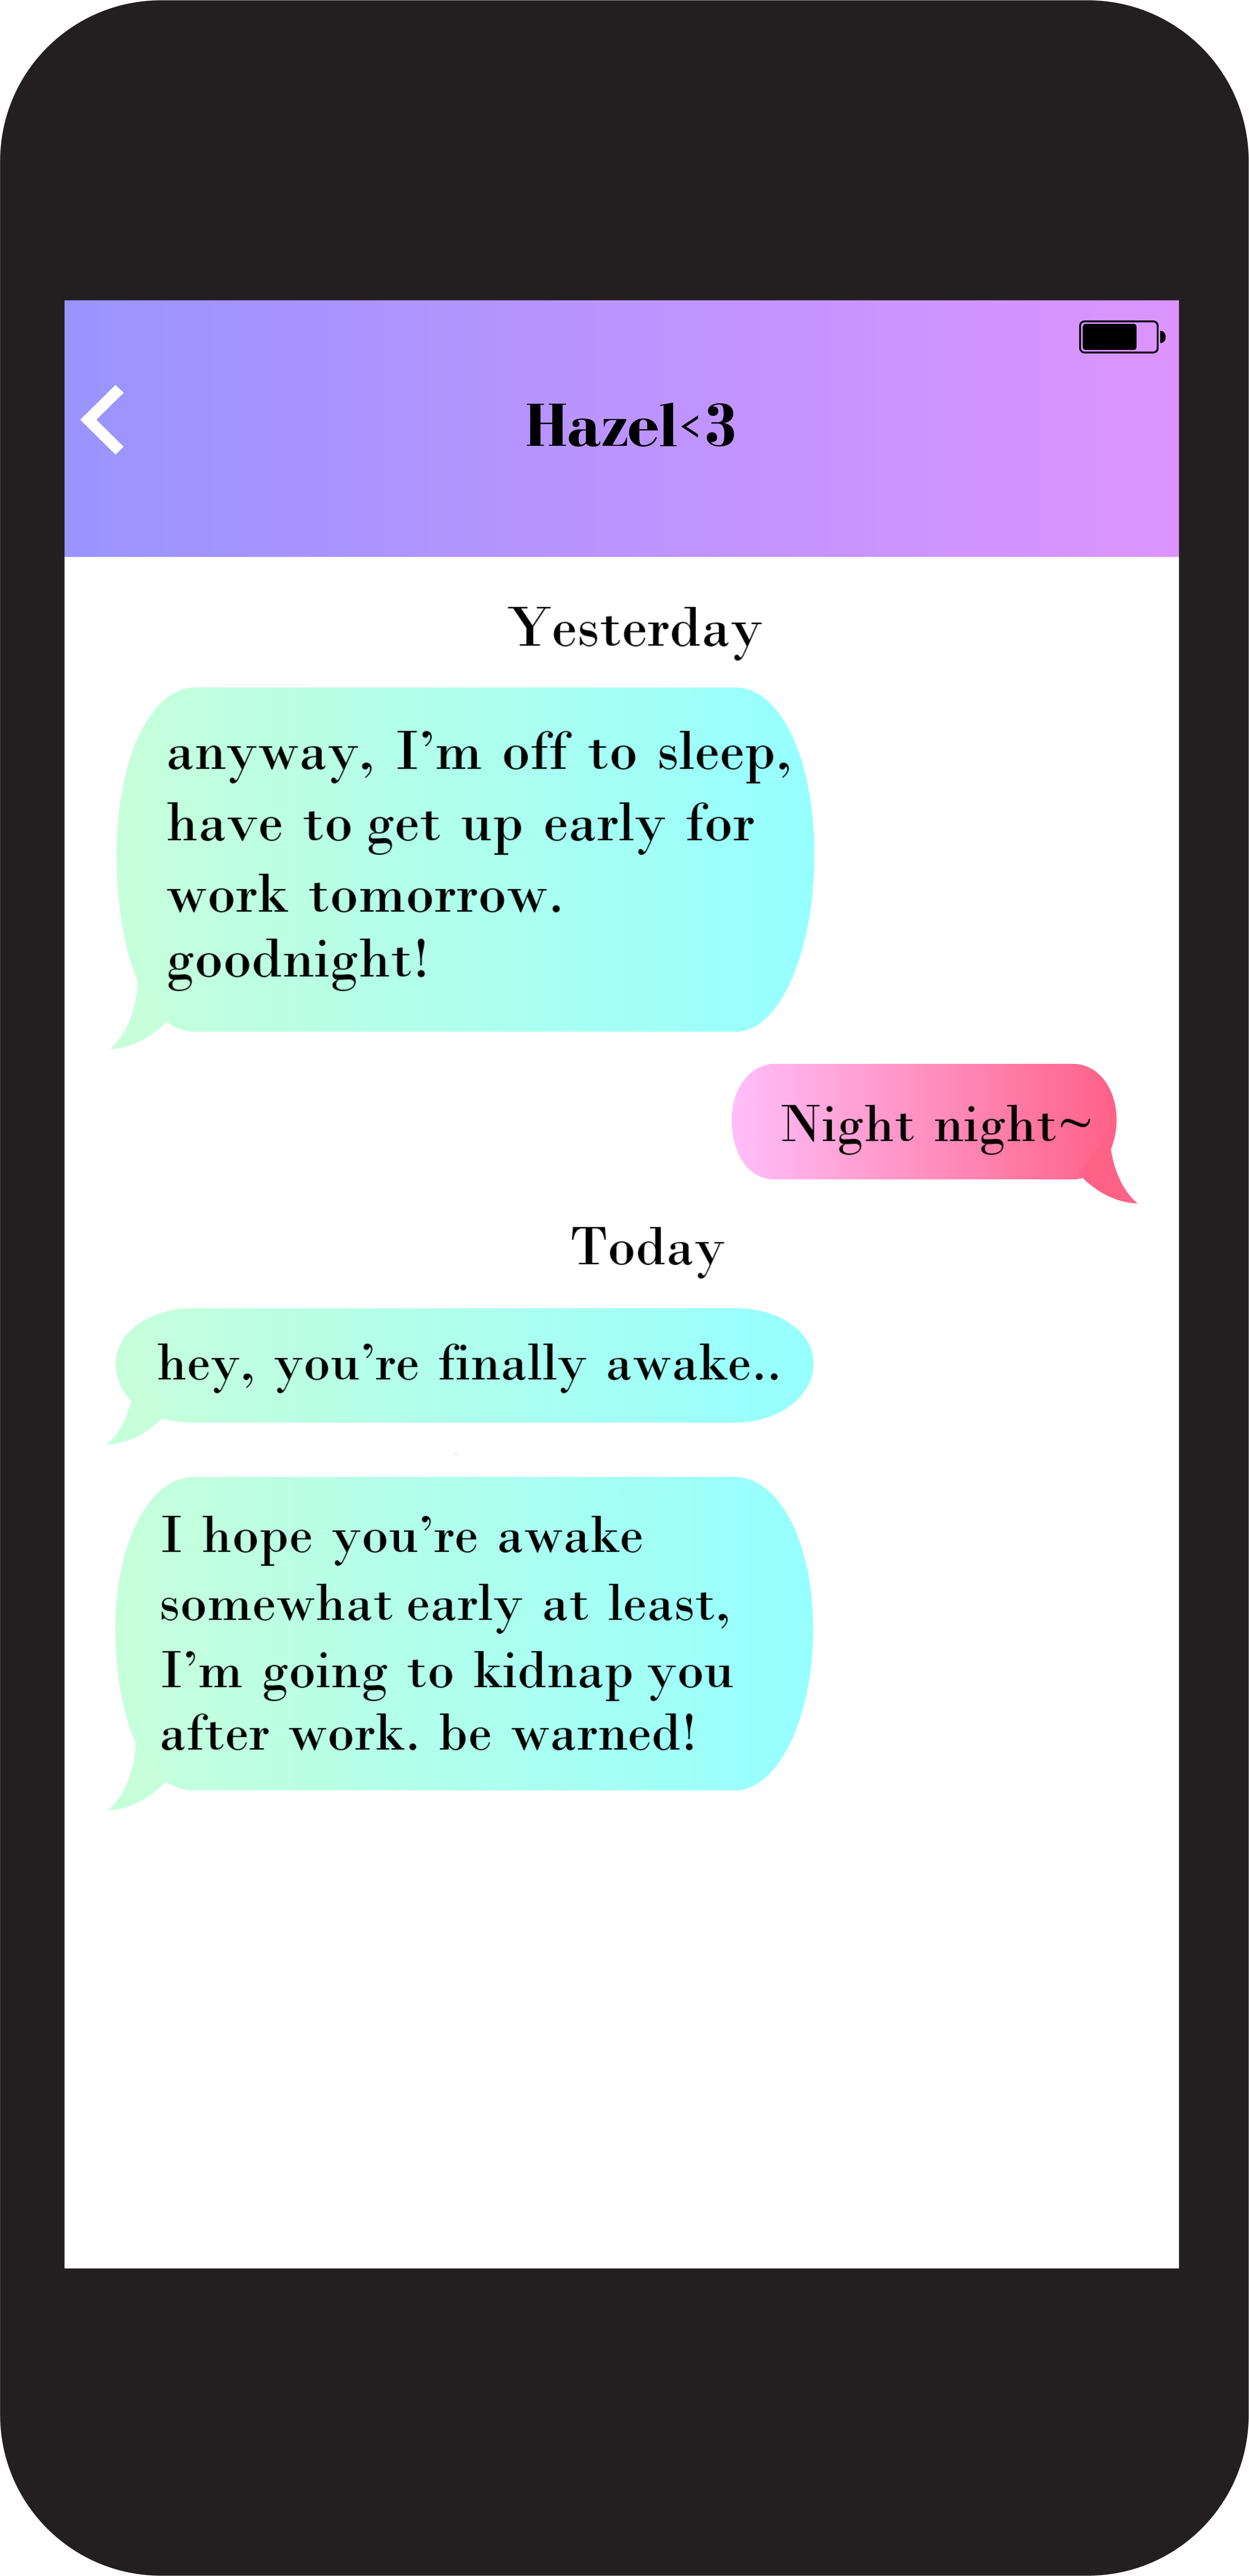 Hazel<3
Yesterday
anyway, I’m off to sleep,
have to get up early for
work tomorrow.
goodnight!
Night night~
Today
hey, you’re finally awake..
I hope you’re awake
somewhat early at least,
I’m going to kidnap you
after work. be warned!